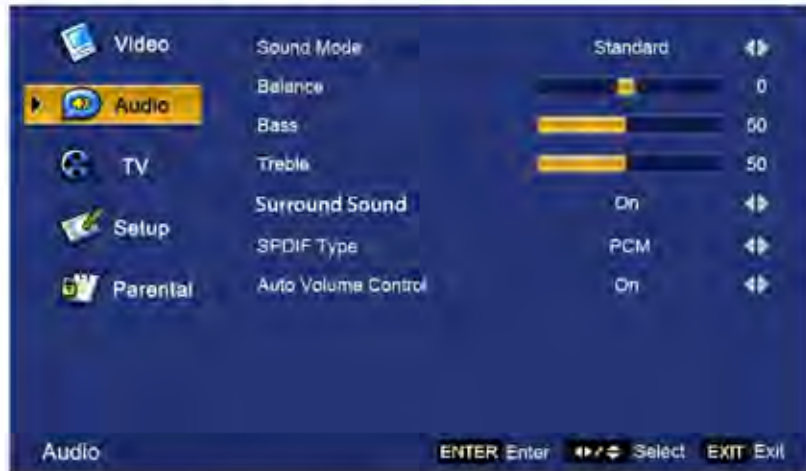 Video
Audio
TV
Setup
Parental
Sound Mode Standard
Balance 0
Bass 50
Treble 50
Surround Sound On
SPDIF Type PCM
Auto Volume Control On
Audio
ENTER Enter Select EXIT Exit